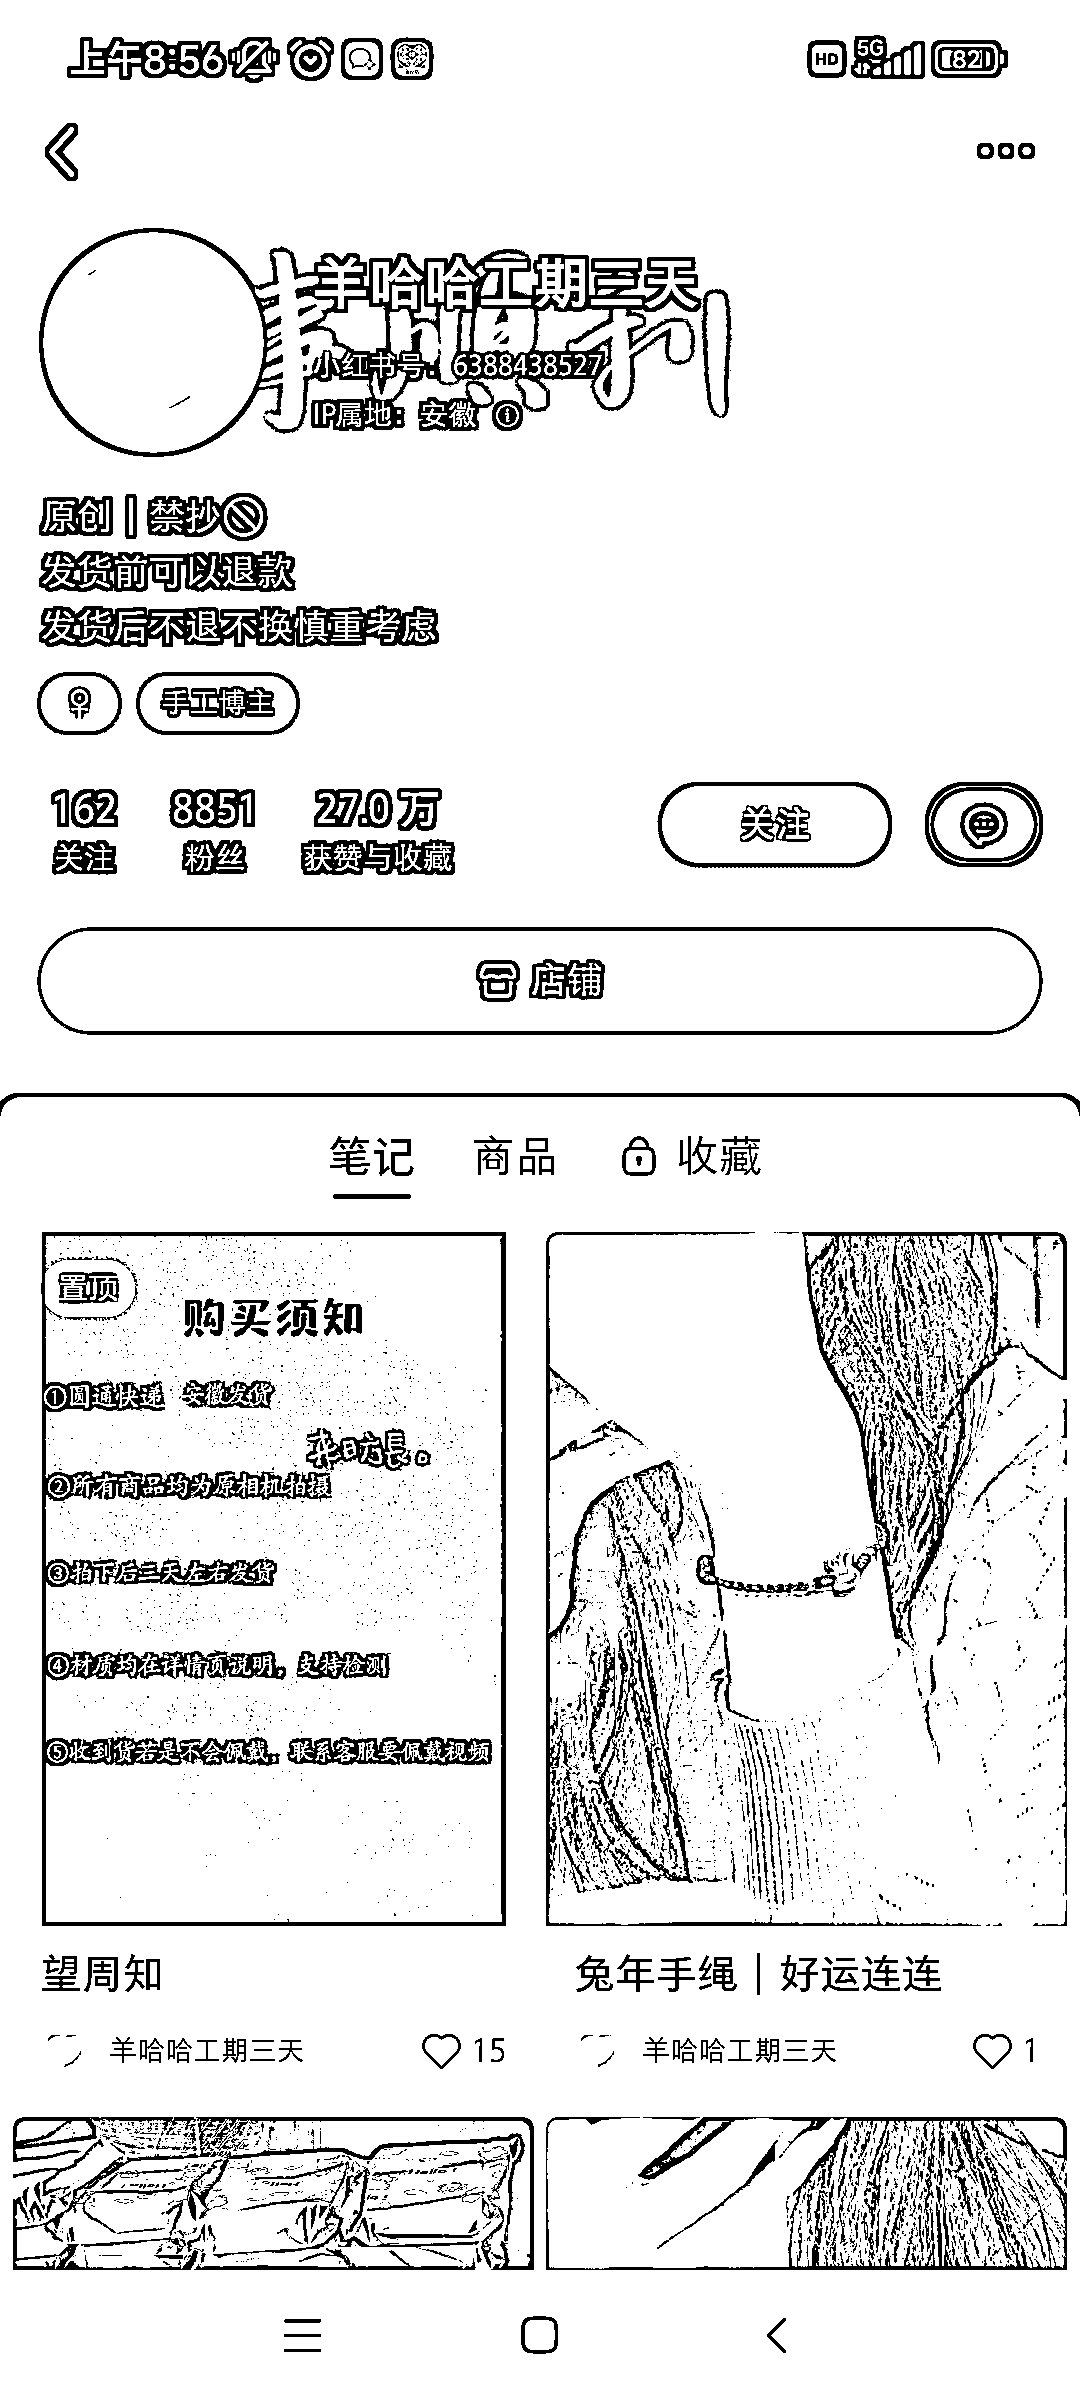 上午8:56
HD 5G 82
羊哈哈工期三天
小红书号：6388438527
IP属地：安徽
原创 | 禁抄
发货前可以退款
发货后不退不换慎重考虑
手工博主
162 8851 27.0万
关注 粉丝 获赞与收藏
关注
店铺
笔记 商品 收藏
置顶
购买须知
①圆通快递 安徽发货
来日方長。
②所有商品均为原相机拍摄
③拍下后三天左右发货
④材质均在详情页说明，支持检测
⑤收到货若是不会佩戴，联系客服要佩戴视频
望周知
兔年手绳｜好运连连
羊哈哈工期三天 15
羊哈哈工期三天 1